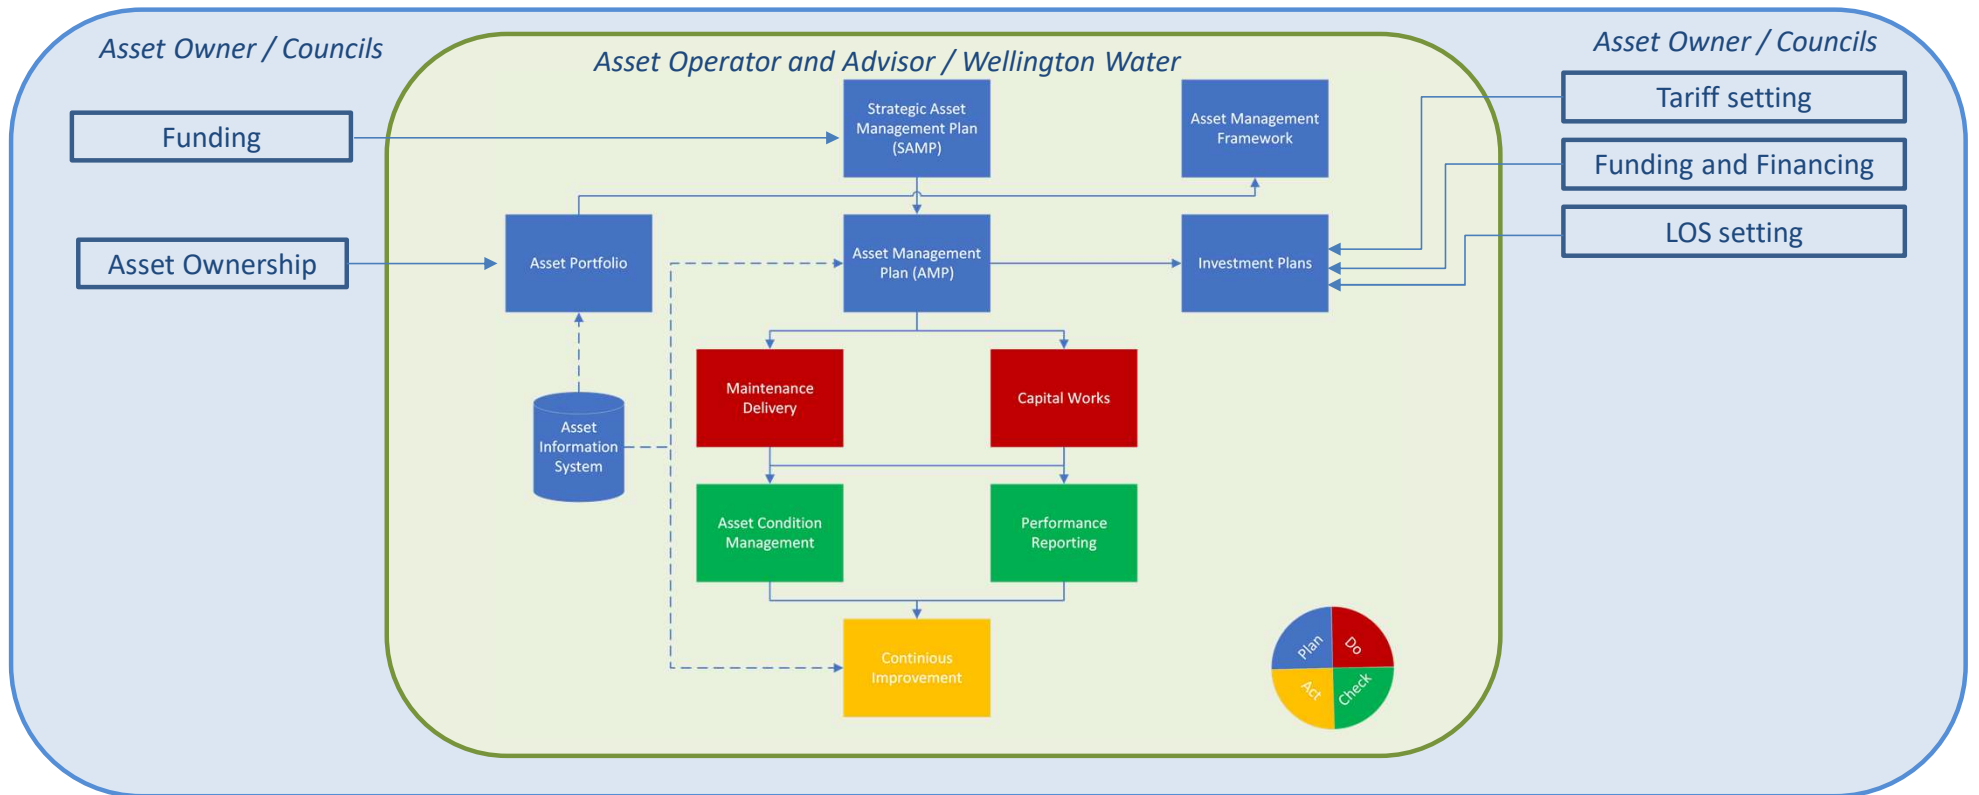 Asset Owner / Councils
Asset Operator and Advisor / Wellington Water
Asset Owner / Councils
Funding
Strategic Asset
Management Plan
(SAMP)
Asset Management
Framework
Tariff setting
Funding and Financing
LOS setting
Asset Ownership
Asset Portfolio
Asset Management
Plan (AMP)
Investment Plans
Maintenance
Delivery
Capital Works
Asset
Information
System
Asset Condition
Management
Performance
Reporting
Continious
Improvement
Plan
Do
Act
Check